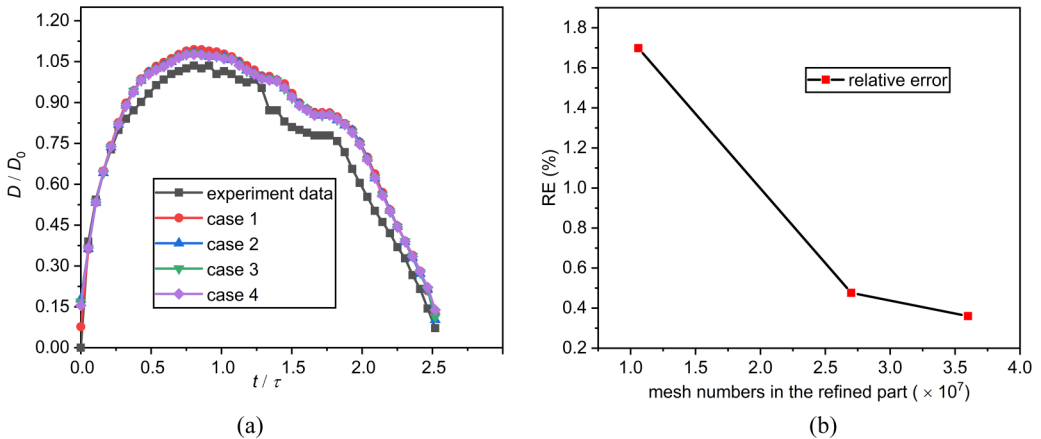 1.20
1.05
0.90
0.75
0.60
0.45
0.30
0.15
0.00
D / D0
0.0 0.5 1.0 1.5 2.0 2.5 3.0
t / τ
experiment data
case 1
case 2
case 3
case 4
(a)
1.8
1.6
1.4
1.2
1.0
0.8
0.6
0.4
0.2
RE (%)
relative error
1.0 1.5 2.0 2.5 3.0 3.5 4.0
mesh numbers in the refined part ( × 10^7)
(b)